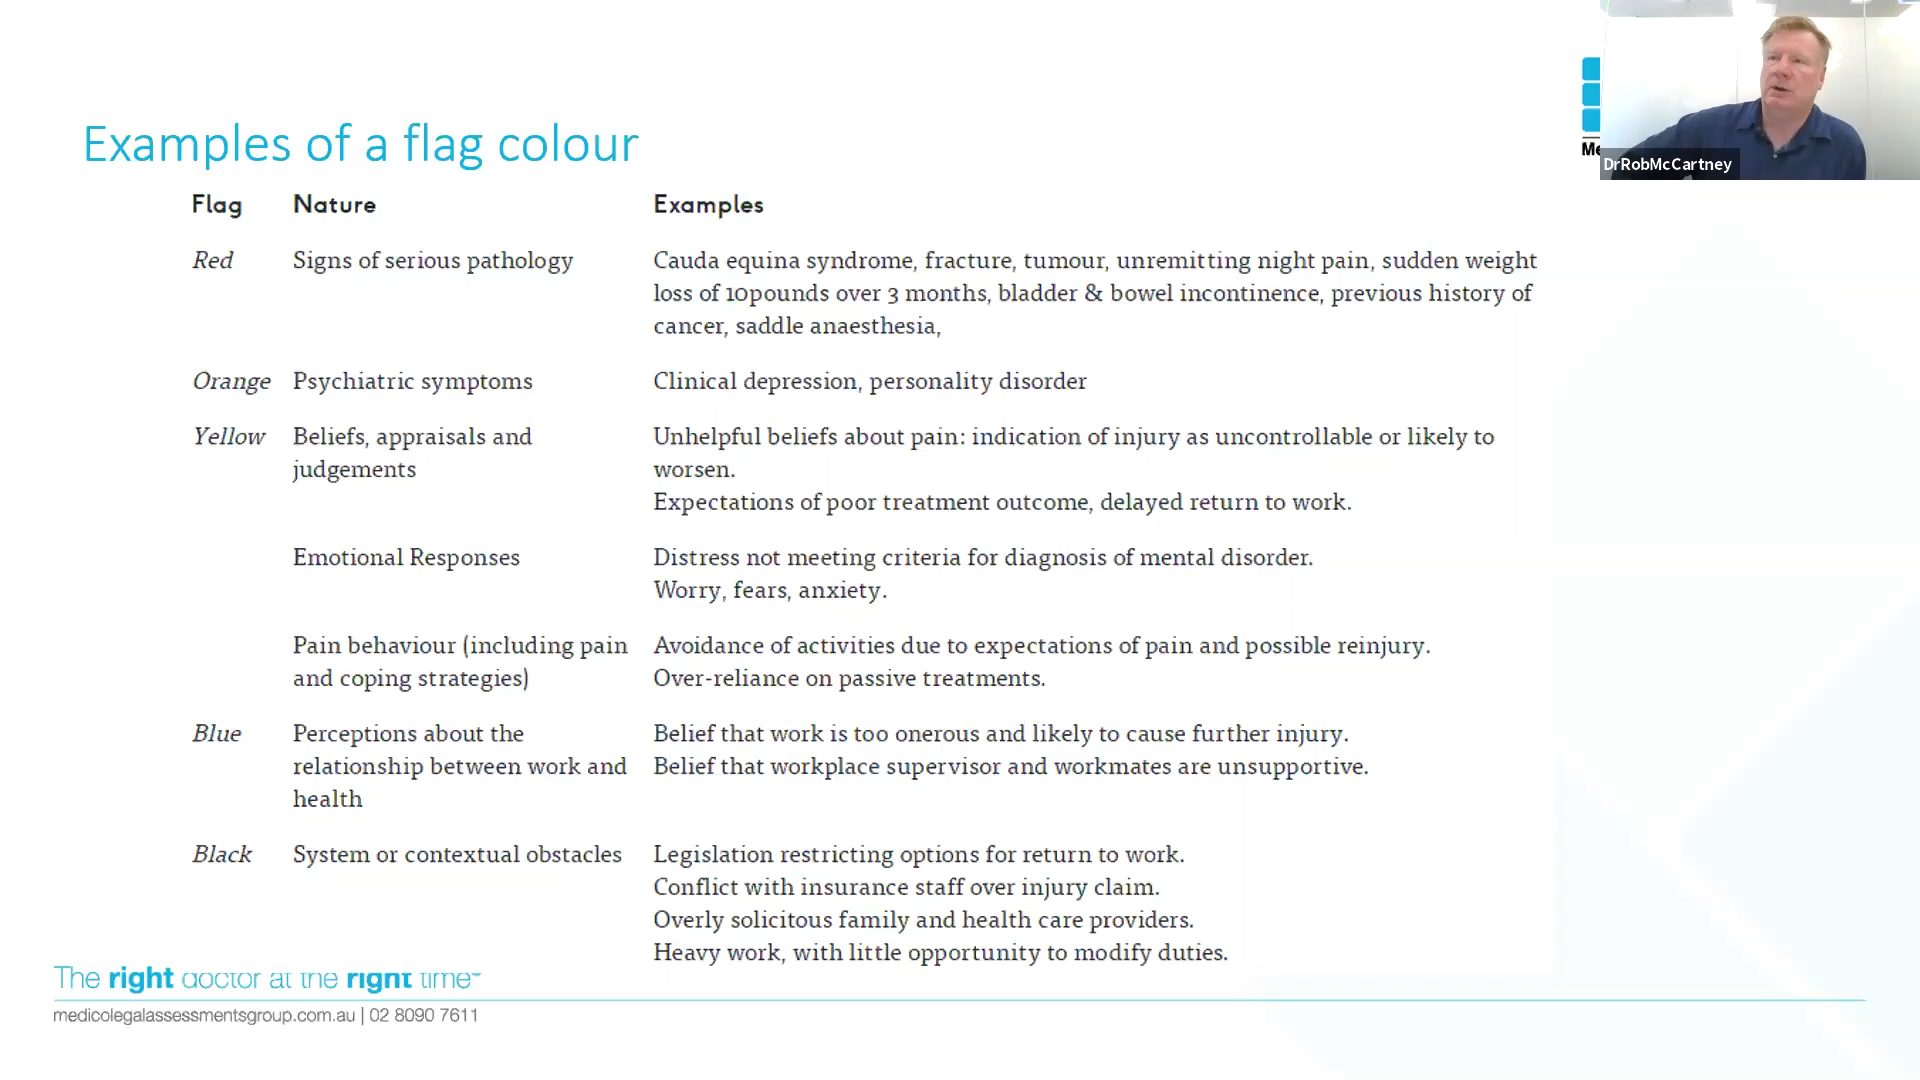 Examples of a flag colour
Me
DrRobMcCartney
Flag Nature Examples
Red Signs of serious pathology Cauda equina syndrome, fracture, tumour, unremitting night pain, sudden weight
loss of 10pounds over 3 months, bladder & bowel incontinence, previous history of
cancer, saddle anaesthesia,
Orange Psychiatric symptoms Clinical depression, personality disorder
Yellow Beliefs, appraisals and Unhelpful beliefs about pain: indication of injury as uncontrollable or likely to
judgements worsen.
Expectations of poor treatment outcome, delayed return to work.
Emotional Responses Distress not meeting criteria for diagnosis of mental disorder.
Worry, fears, anxiety.
Pain behaviour (including pain Avoidance of activities due to expectations of pain and possible reinjury.
and coping strategies) Over-reliance on passive treatments.
Blue Perceptions about the Belief that work is too onerous and likely to cause further injury.
relationship between work and Belief that workplace supervisor and workmates are unsupportive.
health
Black System or contextual obstacles Legislation restricting options for return to work.
Conflict with insurance staff over injury claim.
Overly solicitous family and health care providers.
Heavy work, with little opportunity to modify duties.
The right doctor at the right time™
medicolegalassessmentsgroup.com.au | 02 8090 7611